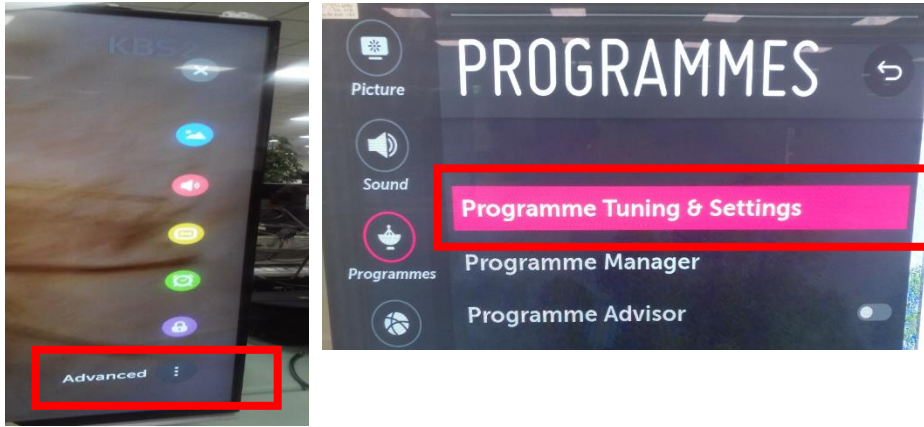 KBS2
Advanced
Picture
Sound
Programmes
PROGRAMMES
Programme Tuning & Settings
Programme Manager
Programme Advisor